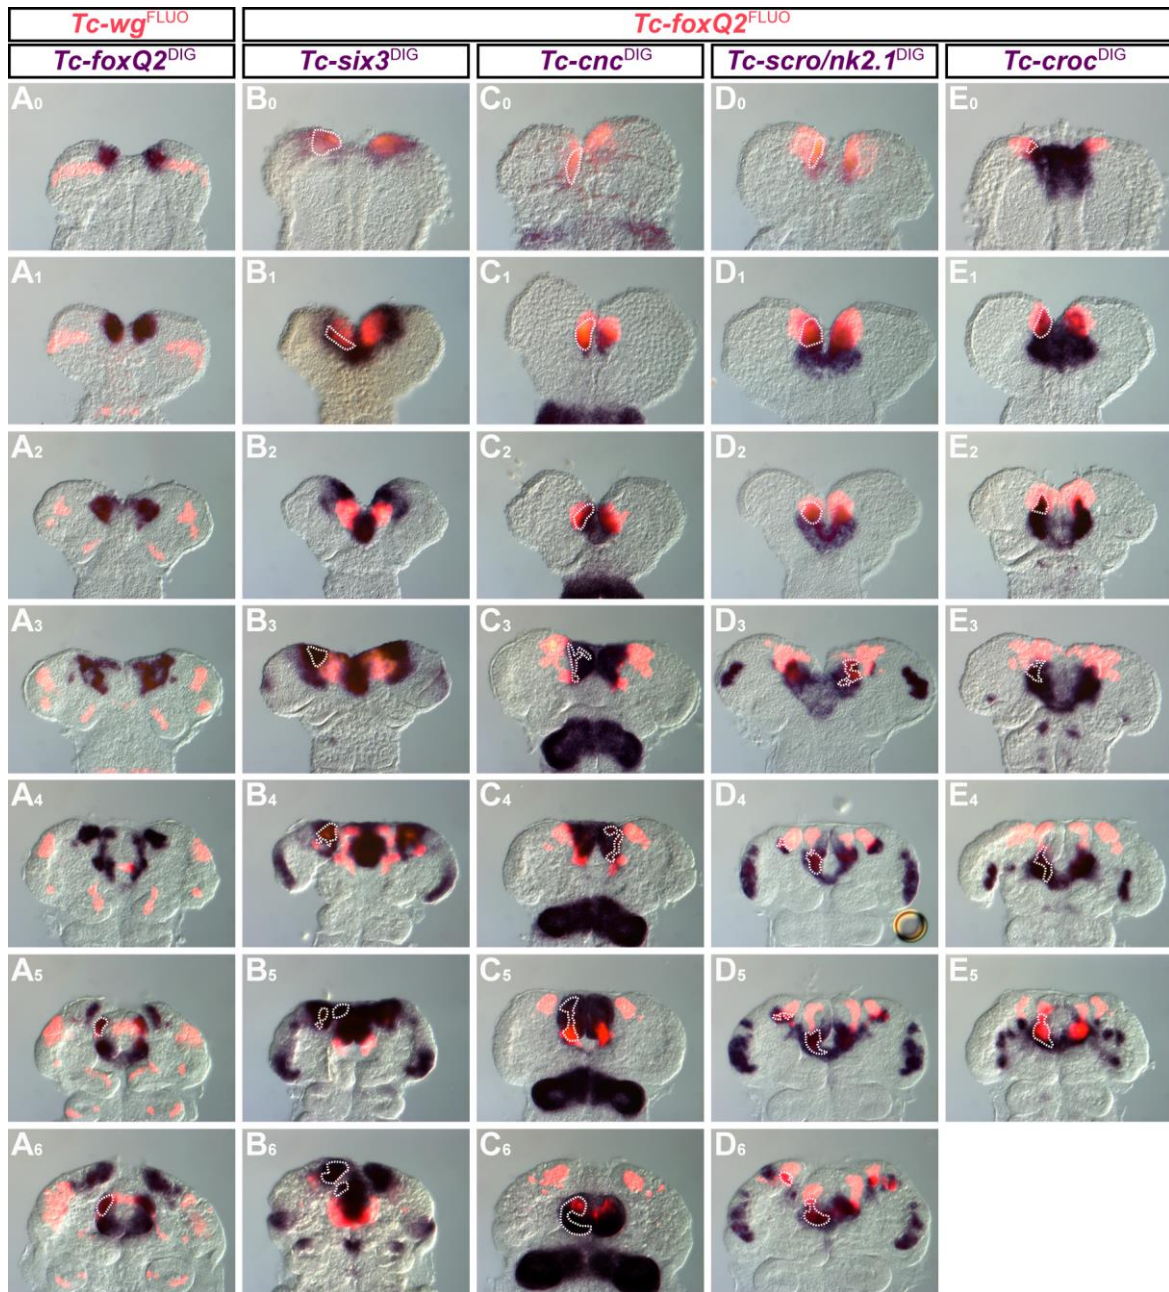 Tc-wgFLUO Tc-foxQ2FLUO
Tc-foxQ2DIG Tc-six3DIG Tc-cncDIG Tc-scro/nk2.1DIG Tc-crocDIG
A0 B0 C0 D0 E0
A1 B1 C1 D1 E1
A2 B2 C2 D2 E2
A3 B3 C3 D3 E3
A4 B4 C4 D4 E4
A5 B5 C5 D5 E5
A6 B6 C6 D6